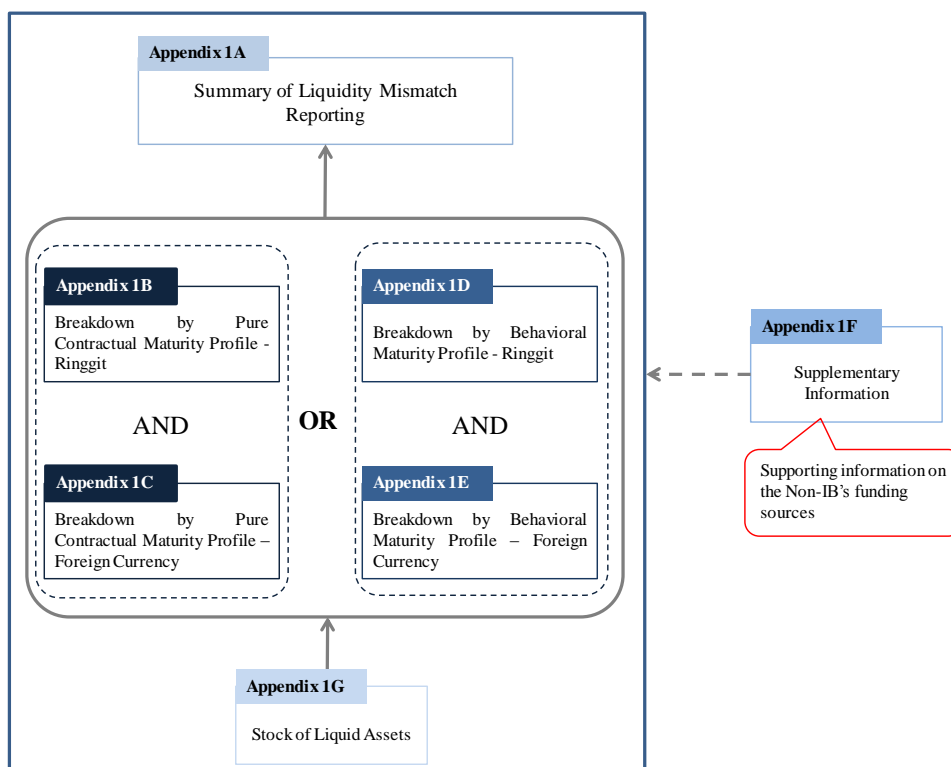 Appendix 1A
Summary of Liquidity Mismatch
Reporting
Appendix 1B
Breakdown by Pure
Contractual Maturity Profile -
Ringgit
AND
Appendix 1C
Breakdown by Pure
Contractual Maturity Profile –
Foreign Currency
OR
Appendix 1D
Breakdown by Behavioral
Maturity Profile - Ringgit
AND
Appendix 1E
Breakdown by Behavioral
Maturity Profile – Foreign
Currency
Appendix 1F
Supplementary
Information
Supporting information on
the Non-IB's funding
sources
Appendix 1G
Stock of Liquid Assets